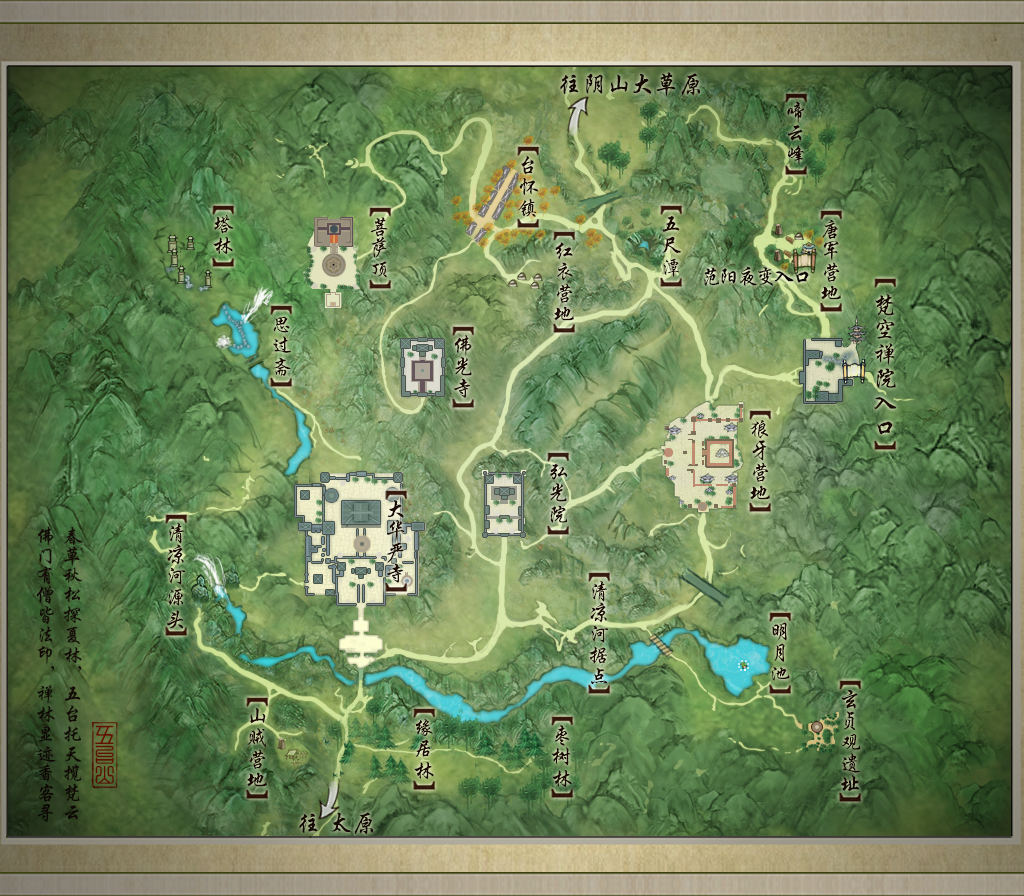 往阴山大草原
【啼云峰】
【台怀镇】
【塔林】
【菩萨顶】
【红衣营地】
【五尺潭】
【唐军营地】
范阳夜变入口
【梵空禅院入口】
【思过斋】
【佛光寺】
【狼牙营地】
【弘光院】
【大华严寺】
【清凉河源头】
【清凉河据点】
【明月池】
【玄贞观遗址】
【山贼营地】
【缘居林】
【枣树林】
往太原
春草秋松探夏林，五台托天揽梵云
佛门有僧皆法印，禅林显迹香客寻
五台山